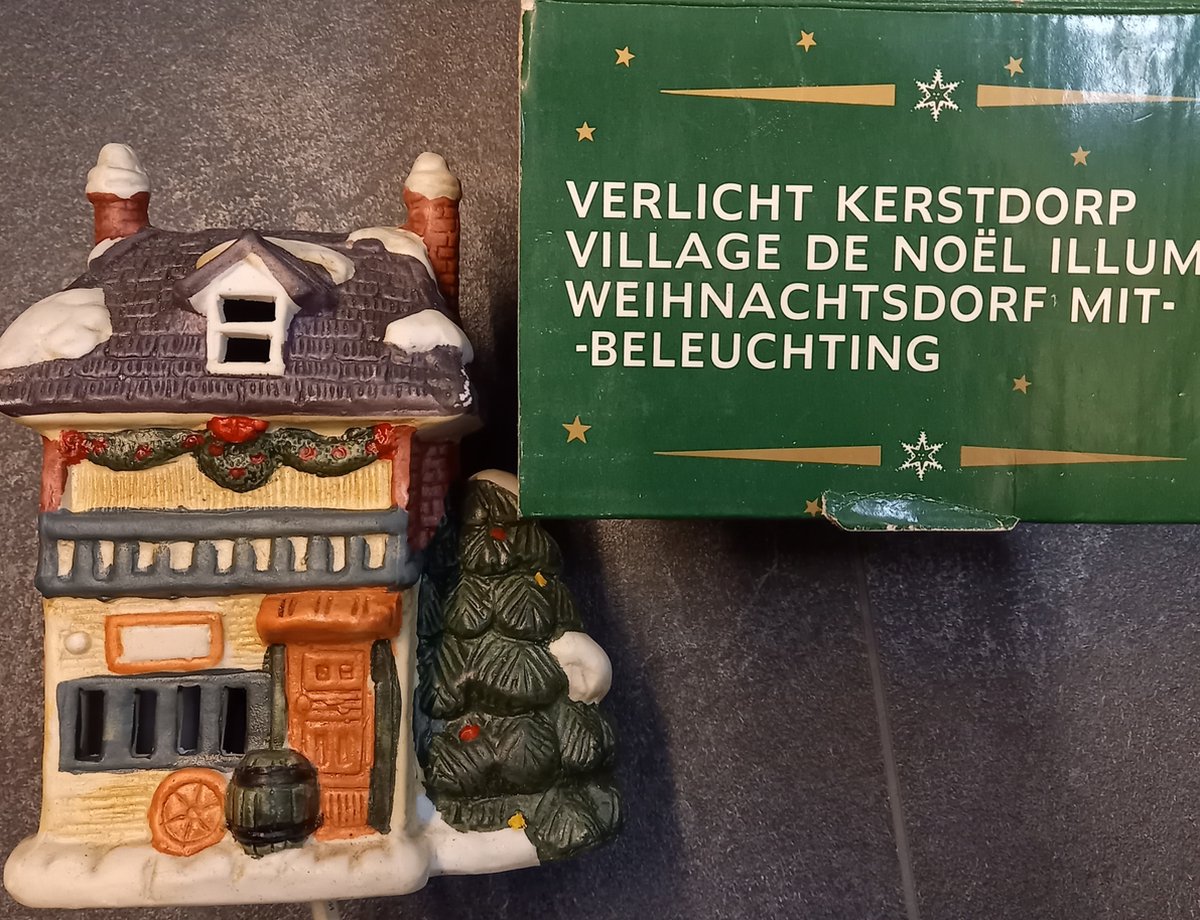 VERLICHT KERSTDORP
VILLAGE DE NOËL ILLUM
WEIHNACHTSDORF MIT-
-BELEUCHTING